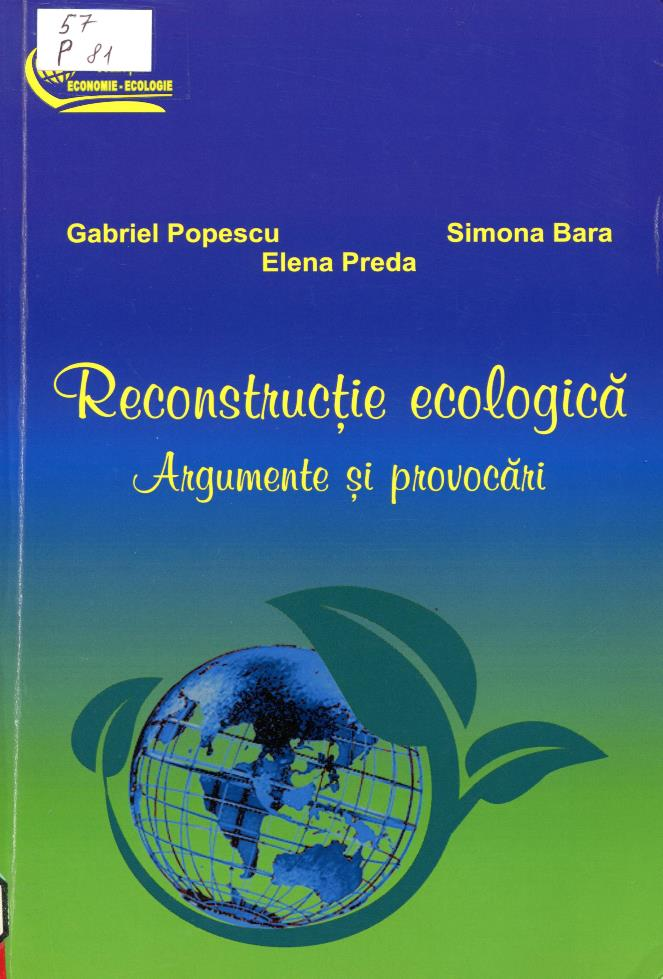 57
P 81
ECONOMIE - ECOLOGIE
Gabriel Popescu Simona Bara
Elena Preda
Reconstrucție ecologică
Argumente și provocări